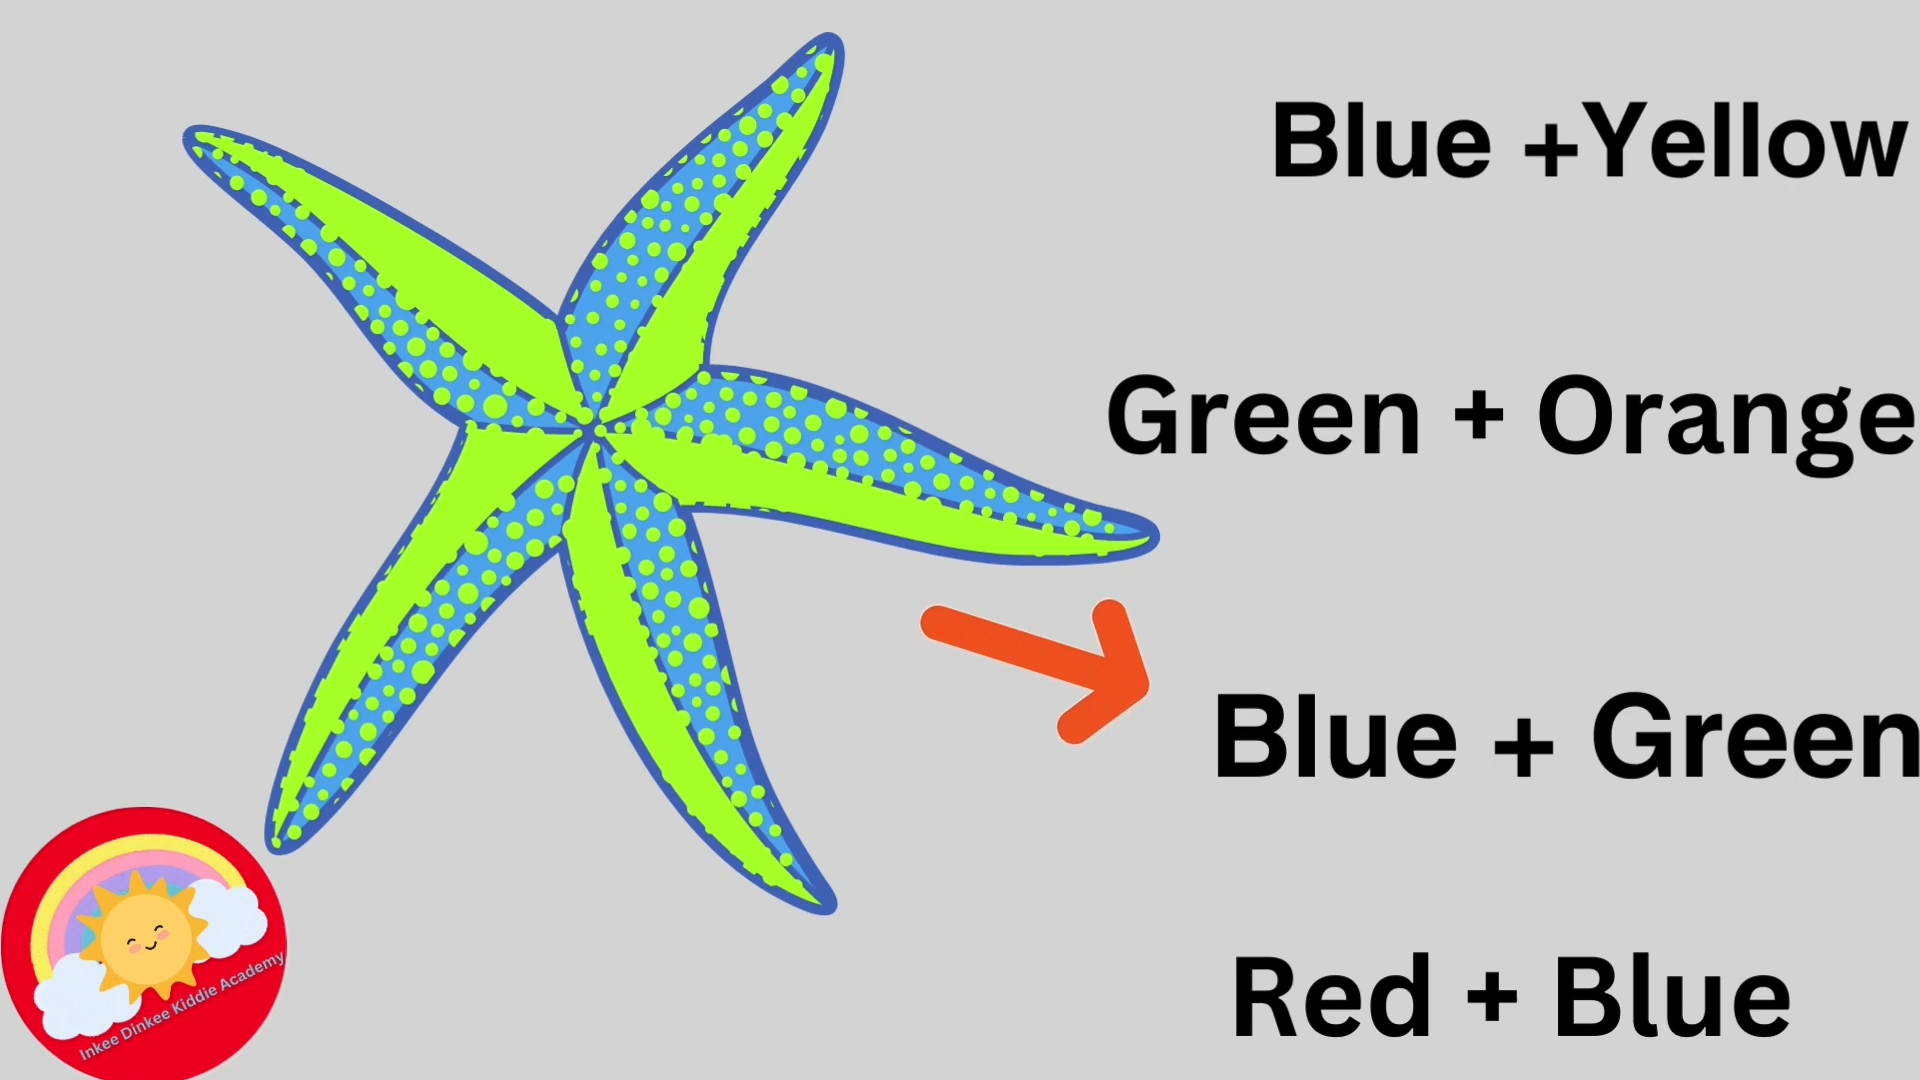 Blue +Yellow
Green + Orange
Blue + Green
Red + Blue
Inkee Dinkee Kiddie Academy